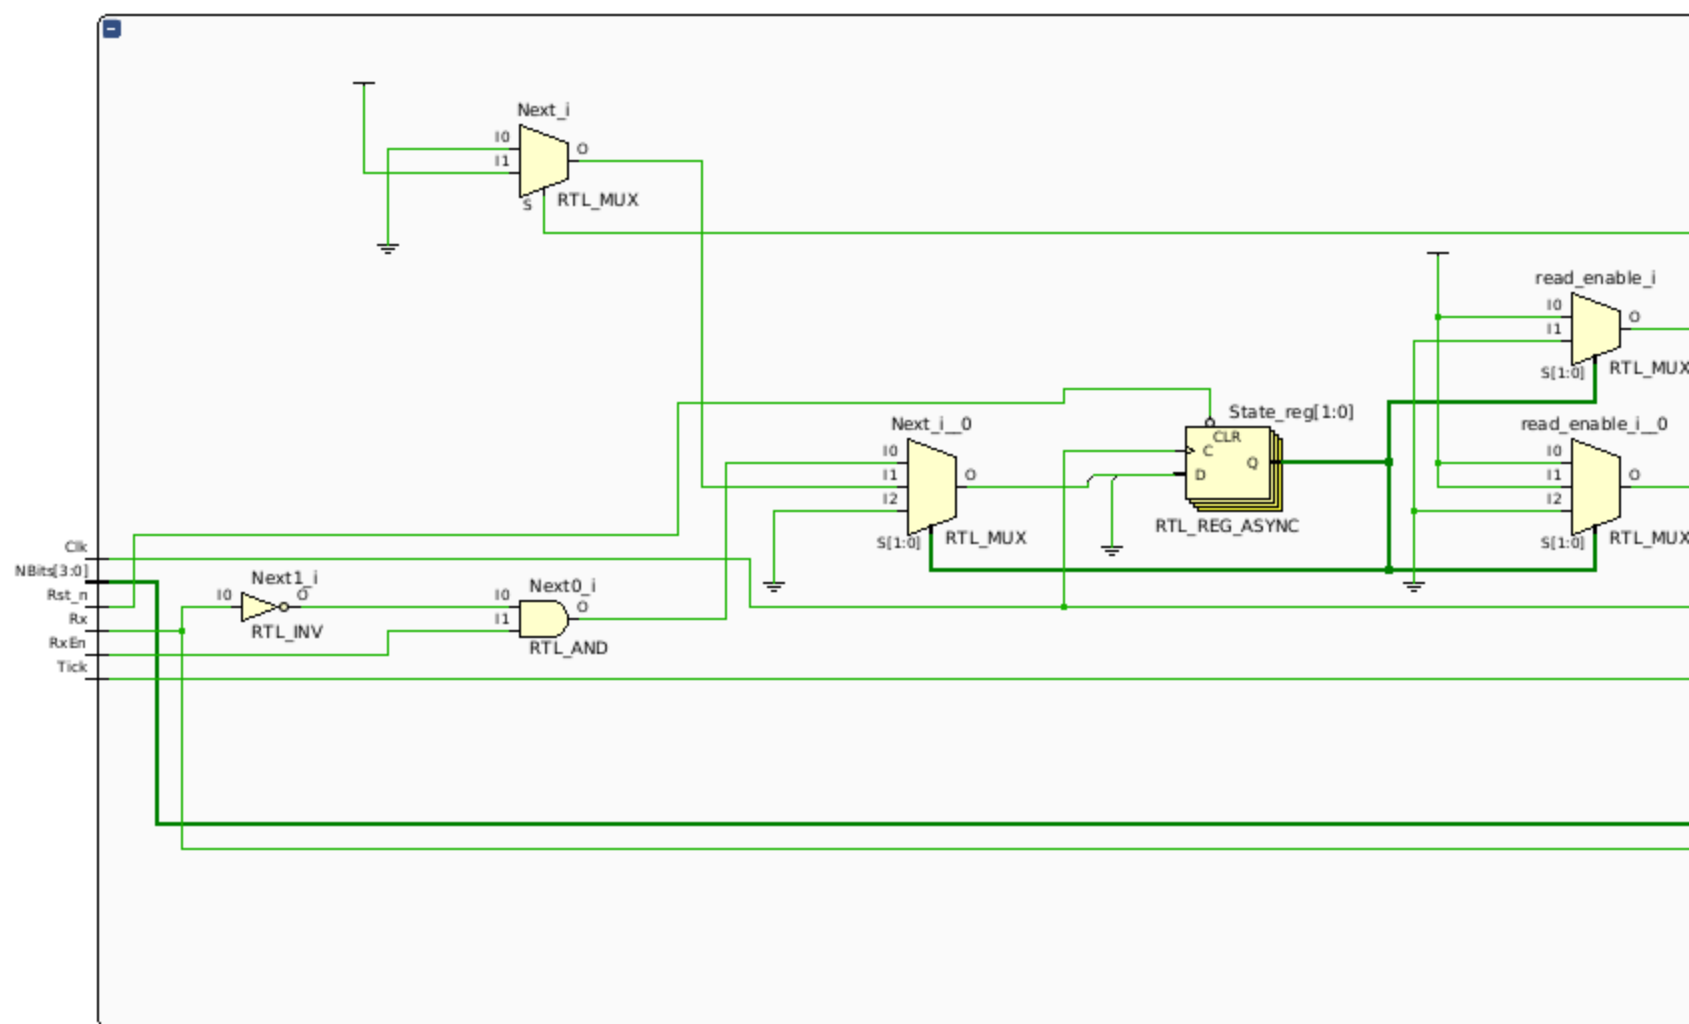 Next_i
I0
O
I1
S
RTL_MUX
read_enable_i
I0
O
I1
S[1:0]
RTL_MUX
State_reg[1:0]
CLR
C
Q
D
RTL_REG_ASYNC
Next_i__0
I0
I1
O
I2
S[1:0]
RTL_MUX
read_enable_i__0
I0
I1
O
I2
S[1:0]
RTL_MUX
Clk
NBits[3:0]
Rst_n
Rx
RxEn
Tick
Next1_i
I0
O
RTL_INV
Next0_i
I0
O
I1
RTL_AND